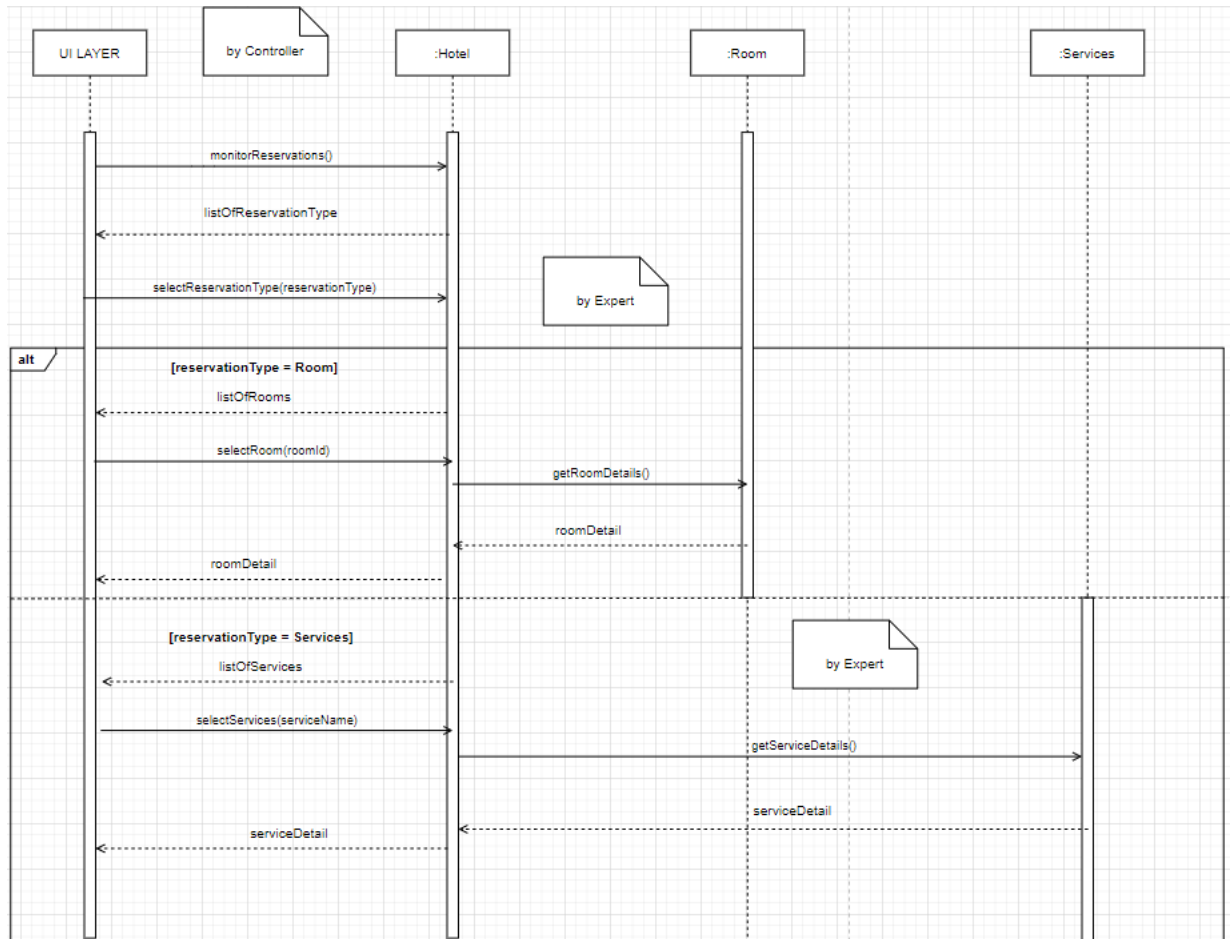 UI LAYER
by Controller
:Hotel
:Room
:Services
monitorReservations()
listOfReservationType
selectReservationType(reservationType)
by Expert
alt
[reservationType = Room]
listOfRooms
selectRoom(roomId)
getRoomDetails()
roomDetail
roomDetail
[reservationType = Services]
by Expert
listOfServices
selectServices(serviceName)
getServiceDetails()
serviceDetail
serviceDetail